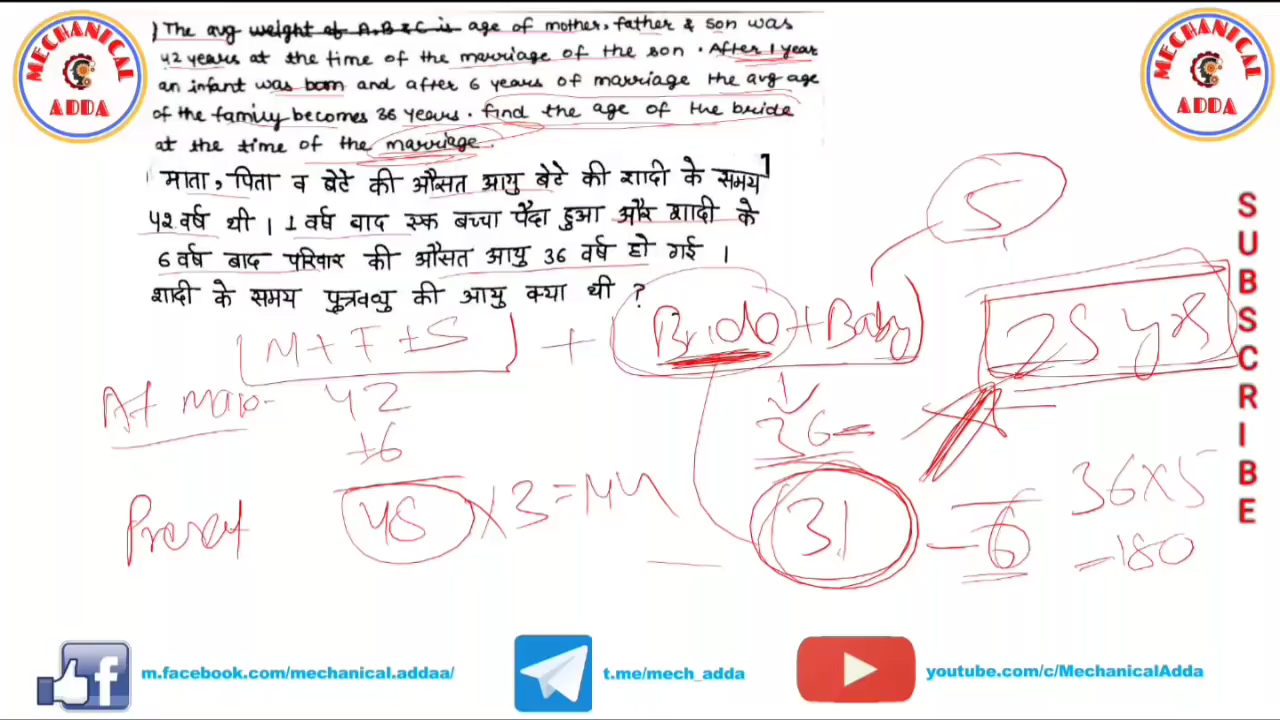 MECHANICAL ADDA
) The avg weight of A, B & C is age of mother, father & son was
42 years at the time of the marriage of the son. After 1 year
an infant was born and after 6 years of marriage the avg age
of the family becomes 36 years. find the age of the bride
at the time of the marriage.
माता, पिता व बेटे की औसत आयु बेटे की शादी के समय
42 वर्ष थी। 1 वर्ष बाद एक बच्चा पैदा हुआ और शादी के
6 वर्ष बाद परिवार की औसत आयु 36 वर्ष हो गई ।
शादी के समय पुत्रवधु की आयु क्या थी ?
MECHANICAL ADDA
SUBSCRIBE
5
M + F + S + Bride + Baby
25 yrs
At mar- 42
+6
36
Present 48 × 3 = 144
31 - 6
36×5
-180
m.facebook.com/mechanical.addaa/
t.me/mech_adda
youtube.com/c/MechanicalAdda